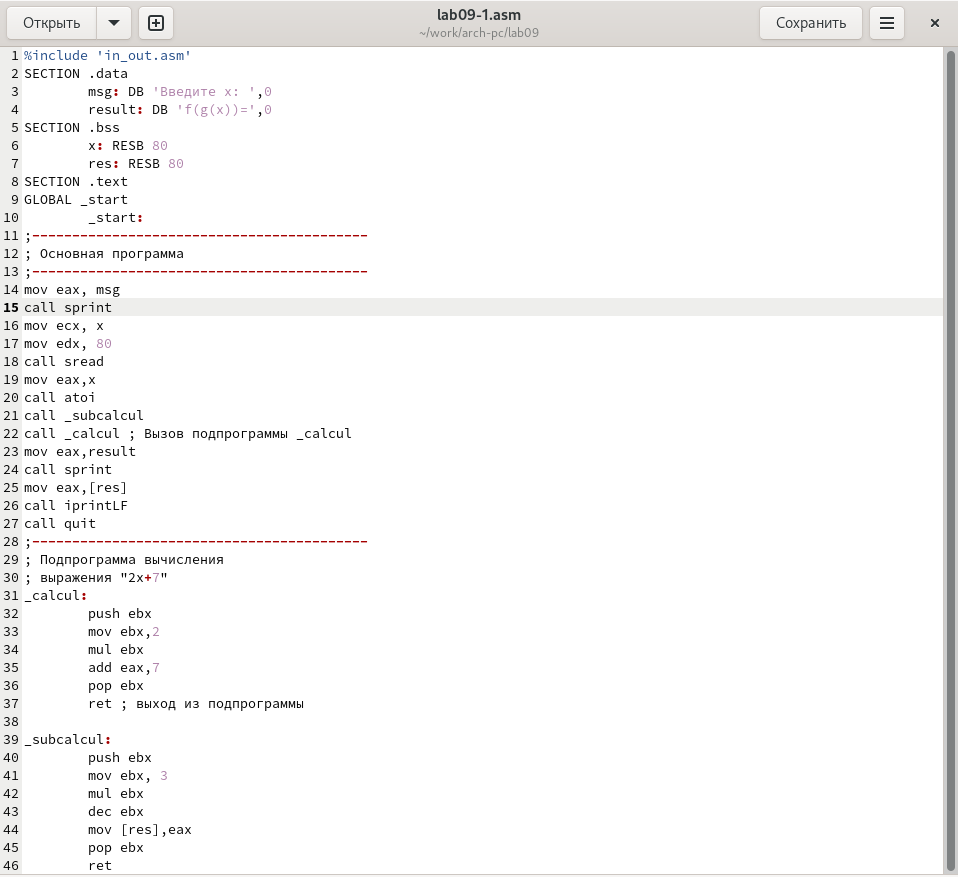 Открыть
lab09-1.asm
~/work/arch-pc/lab09
Сохранить
1 %include 'in_out.asm'
2 SECTION .data
3         msg: DB 'Введите x: ',0
4         result: DB 'f(g(x))=',0
5 SECTION .bss
6         x: RESB 80
7         res: RESB 80
8 SECTION .text
9 GLOBAL _start
10         _start:
11 ;------------------------------------------
12 ; Основная программа
13 ;------------------------------------------
14 mov eax, msg
15 call sprint
16 mov ecx, x
17 mov edx, 80
18 call sread
19 mov eax,x
20 call atoi
21 call _subcalcul
22 call _calcul ; Вызов подпрограммы _calcul
23 mov eax,result
24 call sprint
25 mov eax,[res]
26 call iprintLF
27 call quit
28 ;------------------------------------------
29 ; Подпрограмма вычисления
30 ; выражения "2x+7"
31 _calcul:
32         push ebx
33         mov ebx,2
34         mul ebx
35         add eax,7
36         pop ebx
37         ret ; выход из подпрограммы
38
39 _subcalcul:
40         push ebx
41         mov ebx, 3
42         mul ebx
43         dec ebx
44         mov [res],eax
45         pop ebx
46         ret